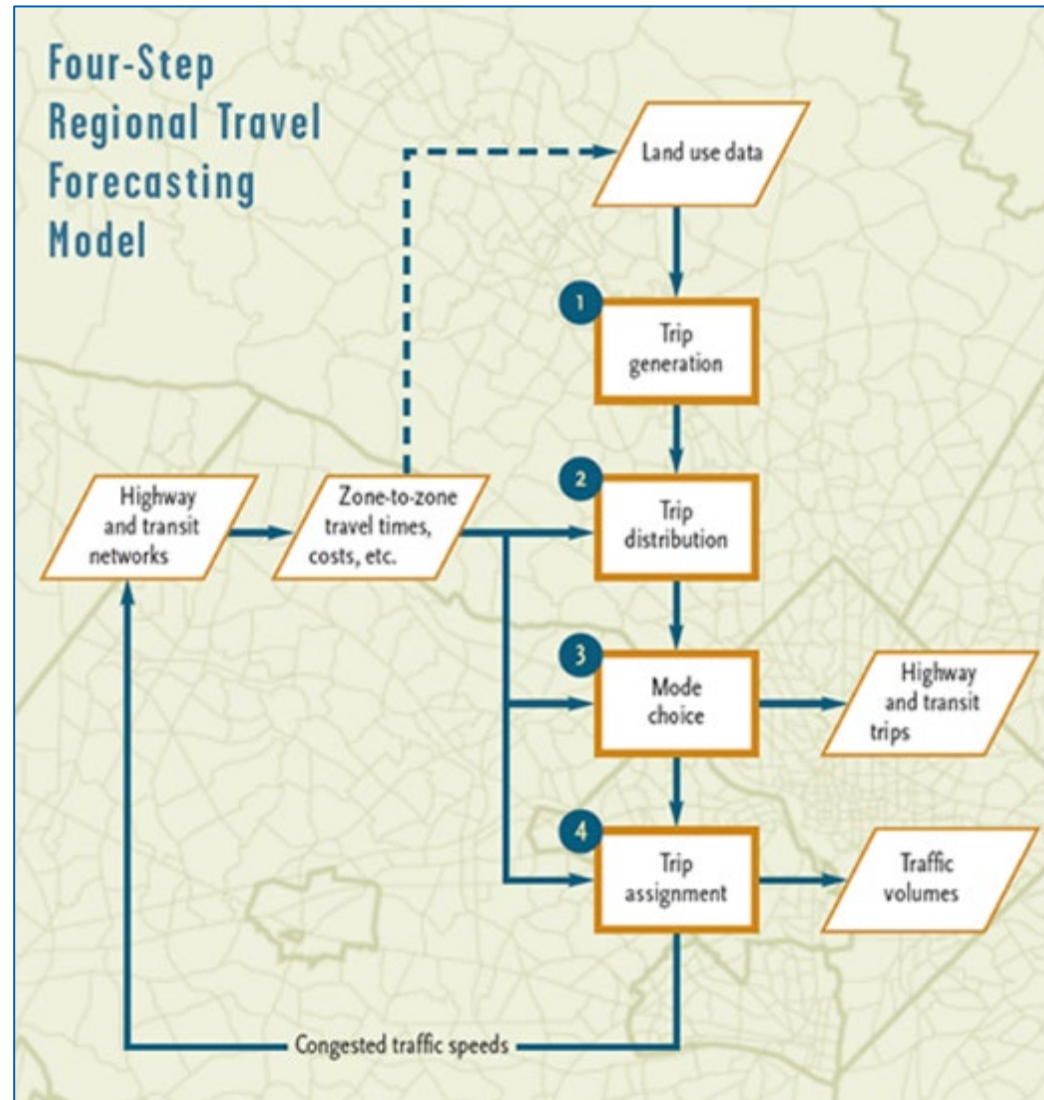 Four-Step
Regional Travel
Forecasting
Model
Land use data
1
Trip
generation
2
Trip
distribution
Highway
and transit
networks
Zone-to-zone
travel times,
costs, etc.
3
Mode
choice
Highway
and transit
trips
4
Trip
assignment
Traffic
volumes
Congested traffic speeds